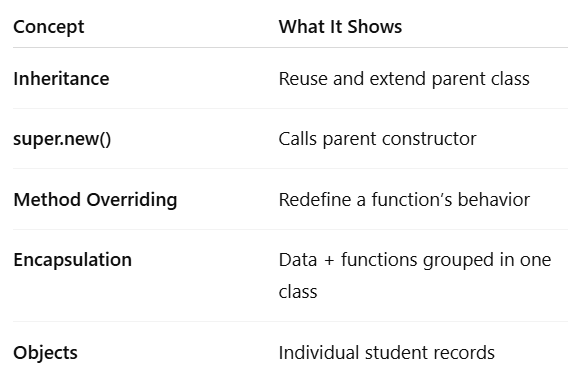 Concept What It Shows
Inheritance Reuse and extend parent class
super.new() Calls parent constructor
Method Overriding Redefine a function’s behavior
Encapsulation Data + functions grouped in one
class
Objects Individual student records